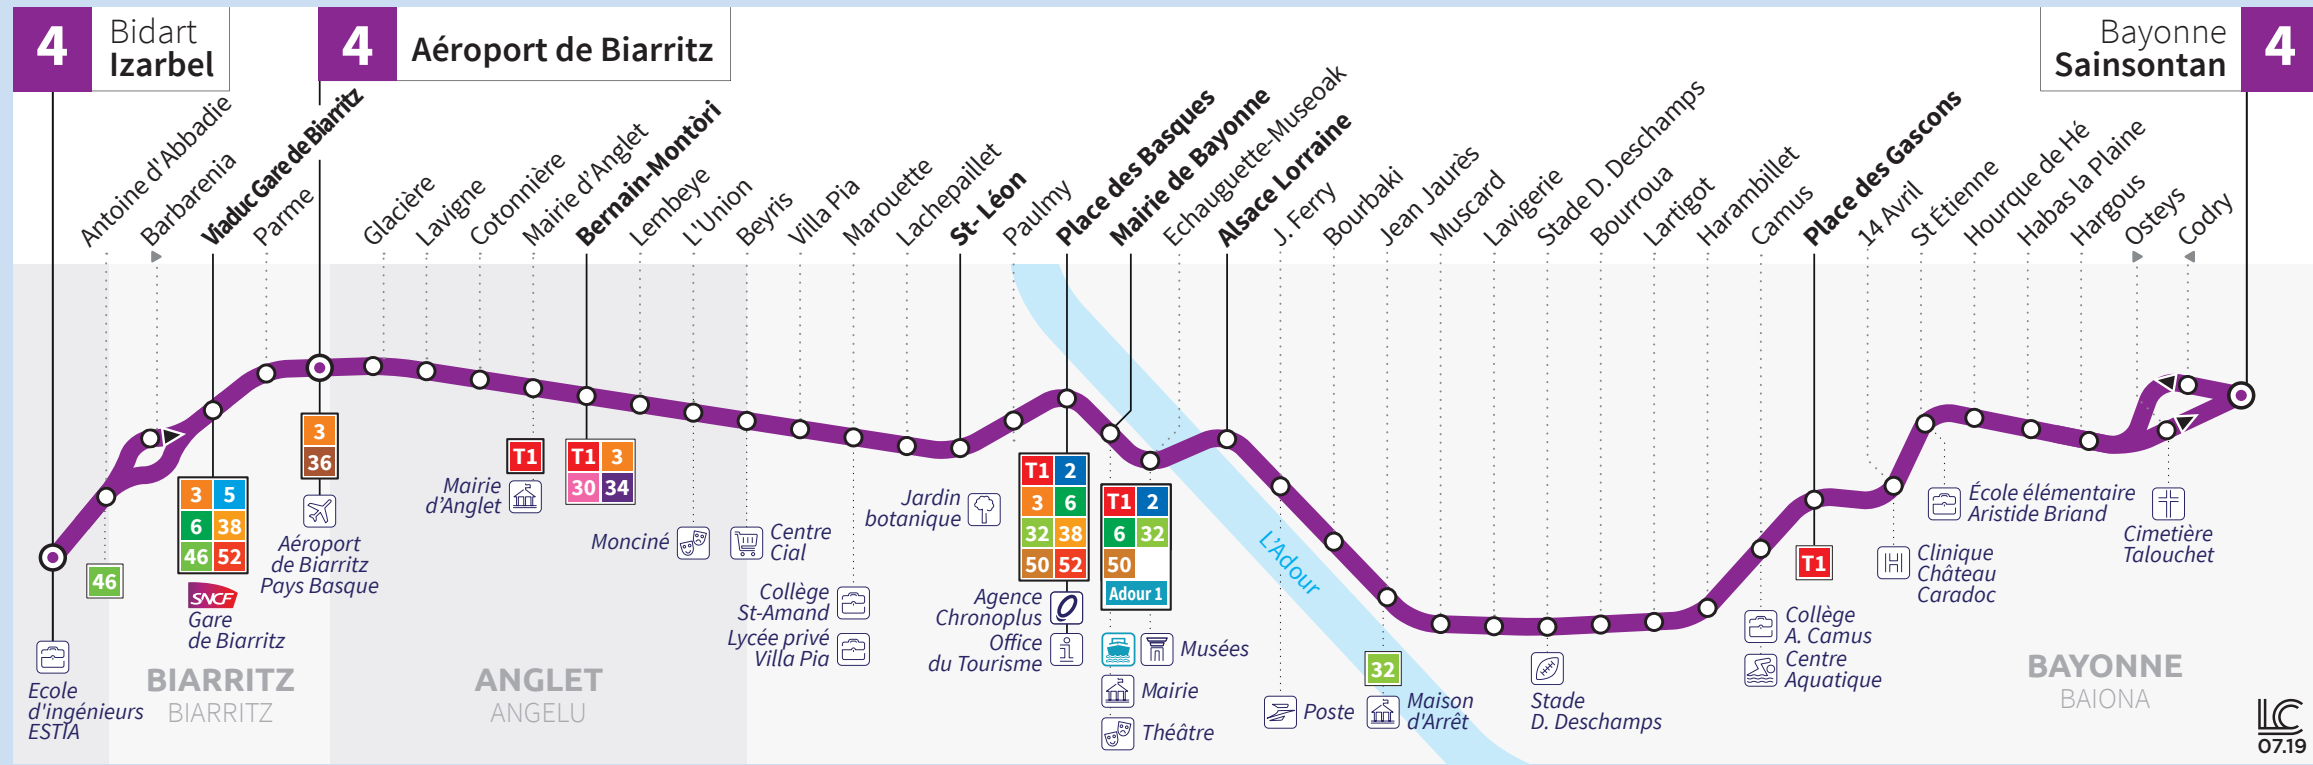 4
Bidart
Izarbel
4
Aéroport de Biarritz
Bayonne
Sainsontan
4
Antoine d'Abbadie
Barbarenia
Viaduc Gare de Biarritz
Parme
Glacière
Lavigne
Cotonnière
Mairie d'Anglet
Bernain-Montòri
Lembeye
L'Union
Beyris
Villa Pia
Marouette
Lachepaillet
St- Léon
Paulmy
Place des Basques
Mairie de Bayonne
Echauguette-Museoak
Alsace Lorraine
J. Ferry
Bourbaki
Jean Jaurès
Muscard
Lavigerie
Stade D. Deschamps
Bourroua
Lartigot
Harambillet
Camus
Place des Gascons
14 Avril
St Étienne
Hourque de Hé
Habas la Plaine
Hargous
Osteys
Codry
Ecole
d'ingénieurs
ESTIA
46
3 5
6 38
46 52
SNCF
Gare
de Biarritz
3
36
Aéroport
de Biarritz
Pays Basque
T1
Mairie
d'Anglet
T1 3
30 34
Monciné
Centre
Cial
Collège
St-Amand
Lycée privé
Villa Pia
Jardin
botanique
T1 2
3 6
32 38
50 52
Agence
Chronoplus
Office
du Tourisme
T1 2
6 32
50
Adour 1
Musées
Mairie
Théâtre
L'Adour
Poste
32
Maison
d'Arrêt
Stade
D. Deschamps
T1
Collège
A. Camus
Centre
Aquatique
Clinique
Château
Caradoc
École élémentaire
Aristide Briand
Cimetière
Talouchet
BIARRITZ
BIARRITZ
ANGLET
ANGELU
BAYONNE
BAIONA
LC
07.19